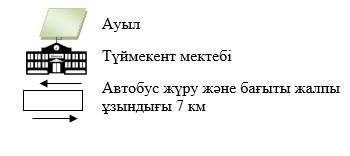 Ауыл
Түймекент мектебі
Автобус жүру және бағыты жалпы
ұзындығы 7 км